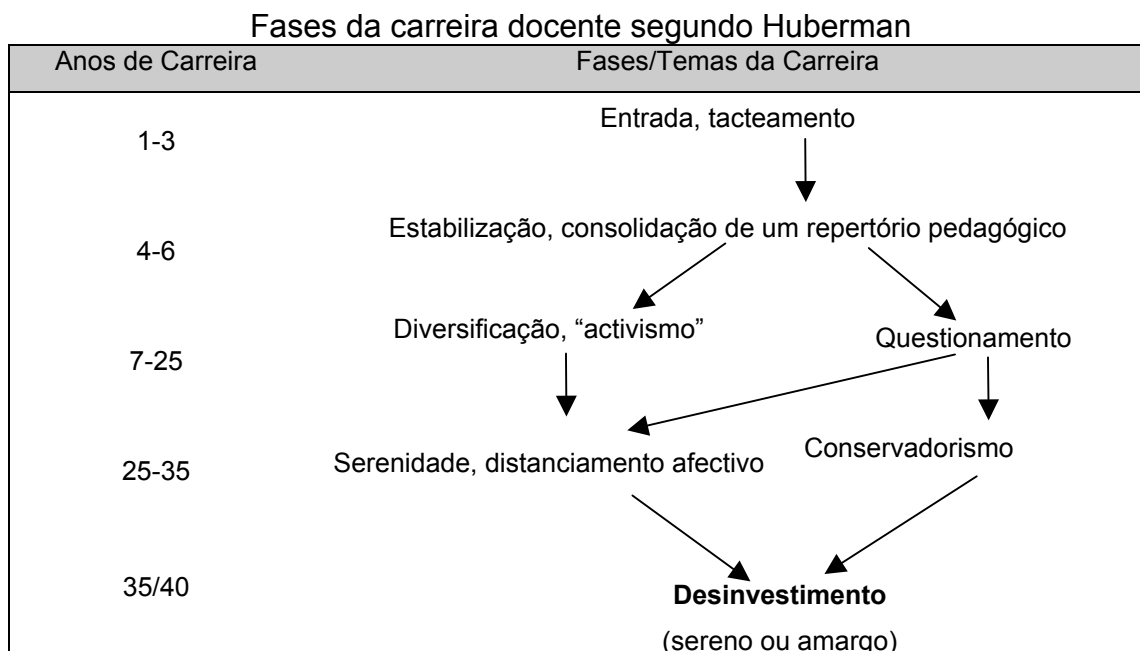 Fases da carreira docente segundo Huberman
Anos de Carreira Fases/Temas da Carreira
1-3 Entrada, tacteamento
4-6 Estabilização, consolidação de um repertório pedagógico
7-25 Diversificação, “activismo” Questionamento
25-35 Serenidade, distanciamento afectivo Conservadorismo
35/40 Desinvestimento
(sereno ou amargo)